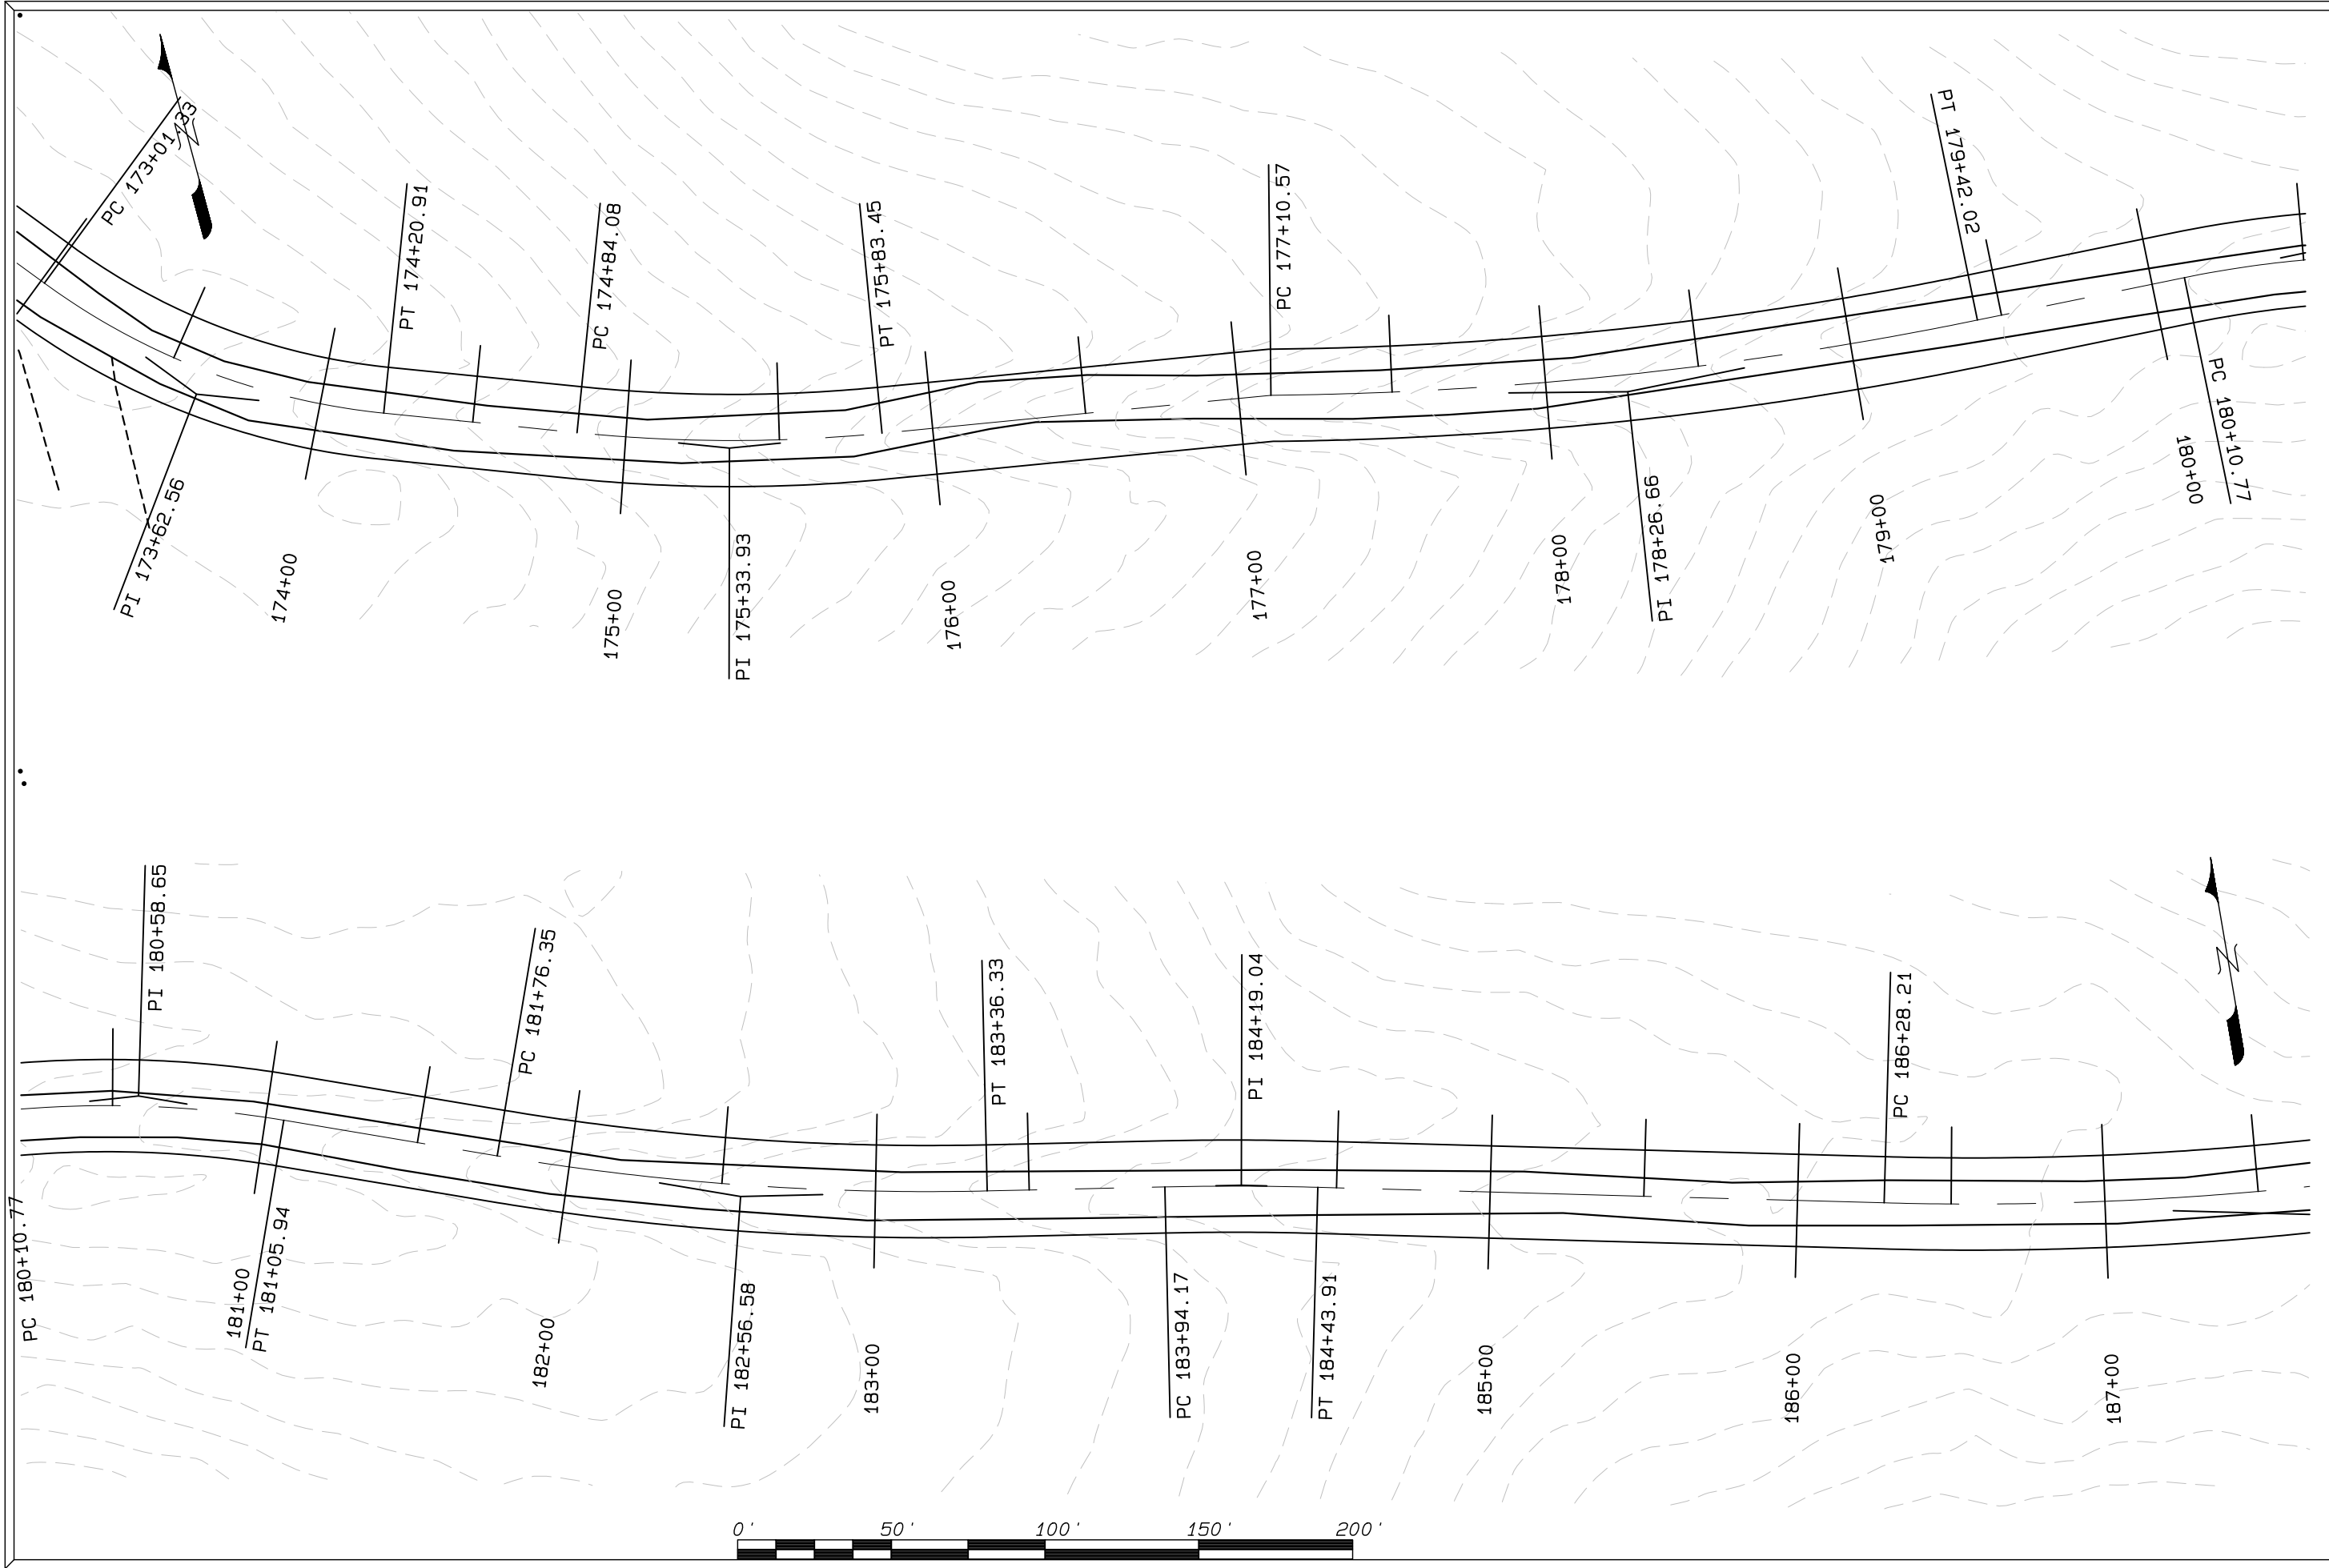 PC 173+01.33
N
PT 174+20.91
PC 174+84.08
PT 175+83.45
PC 177+10.57
PT 179+42.02
PI 173+62.56
174+00
175+00
PI 175+33.93
176+00
177+00
178+00
PI 178+26.66
179+00
180+00
PC 180+10.77
PI 180+58.65
PC 181+76.35
PT 183+36.33
PI 184+19.04
PC 186+28.21
N
PC 180+10.77
181+00
PT 181+05.94
182+00
PI 182+56.58
183+00
PC 183+94.17
PT 184+43.91
185+00
186+00
187+00
0' 50' 100' 150' 200'